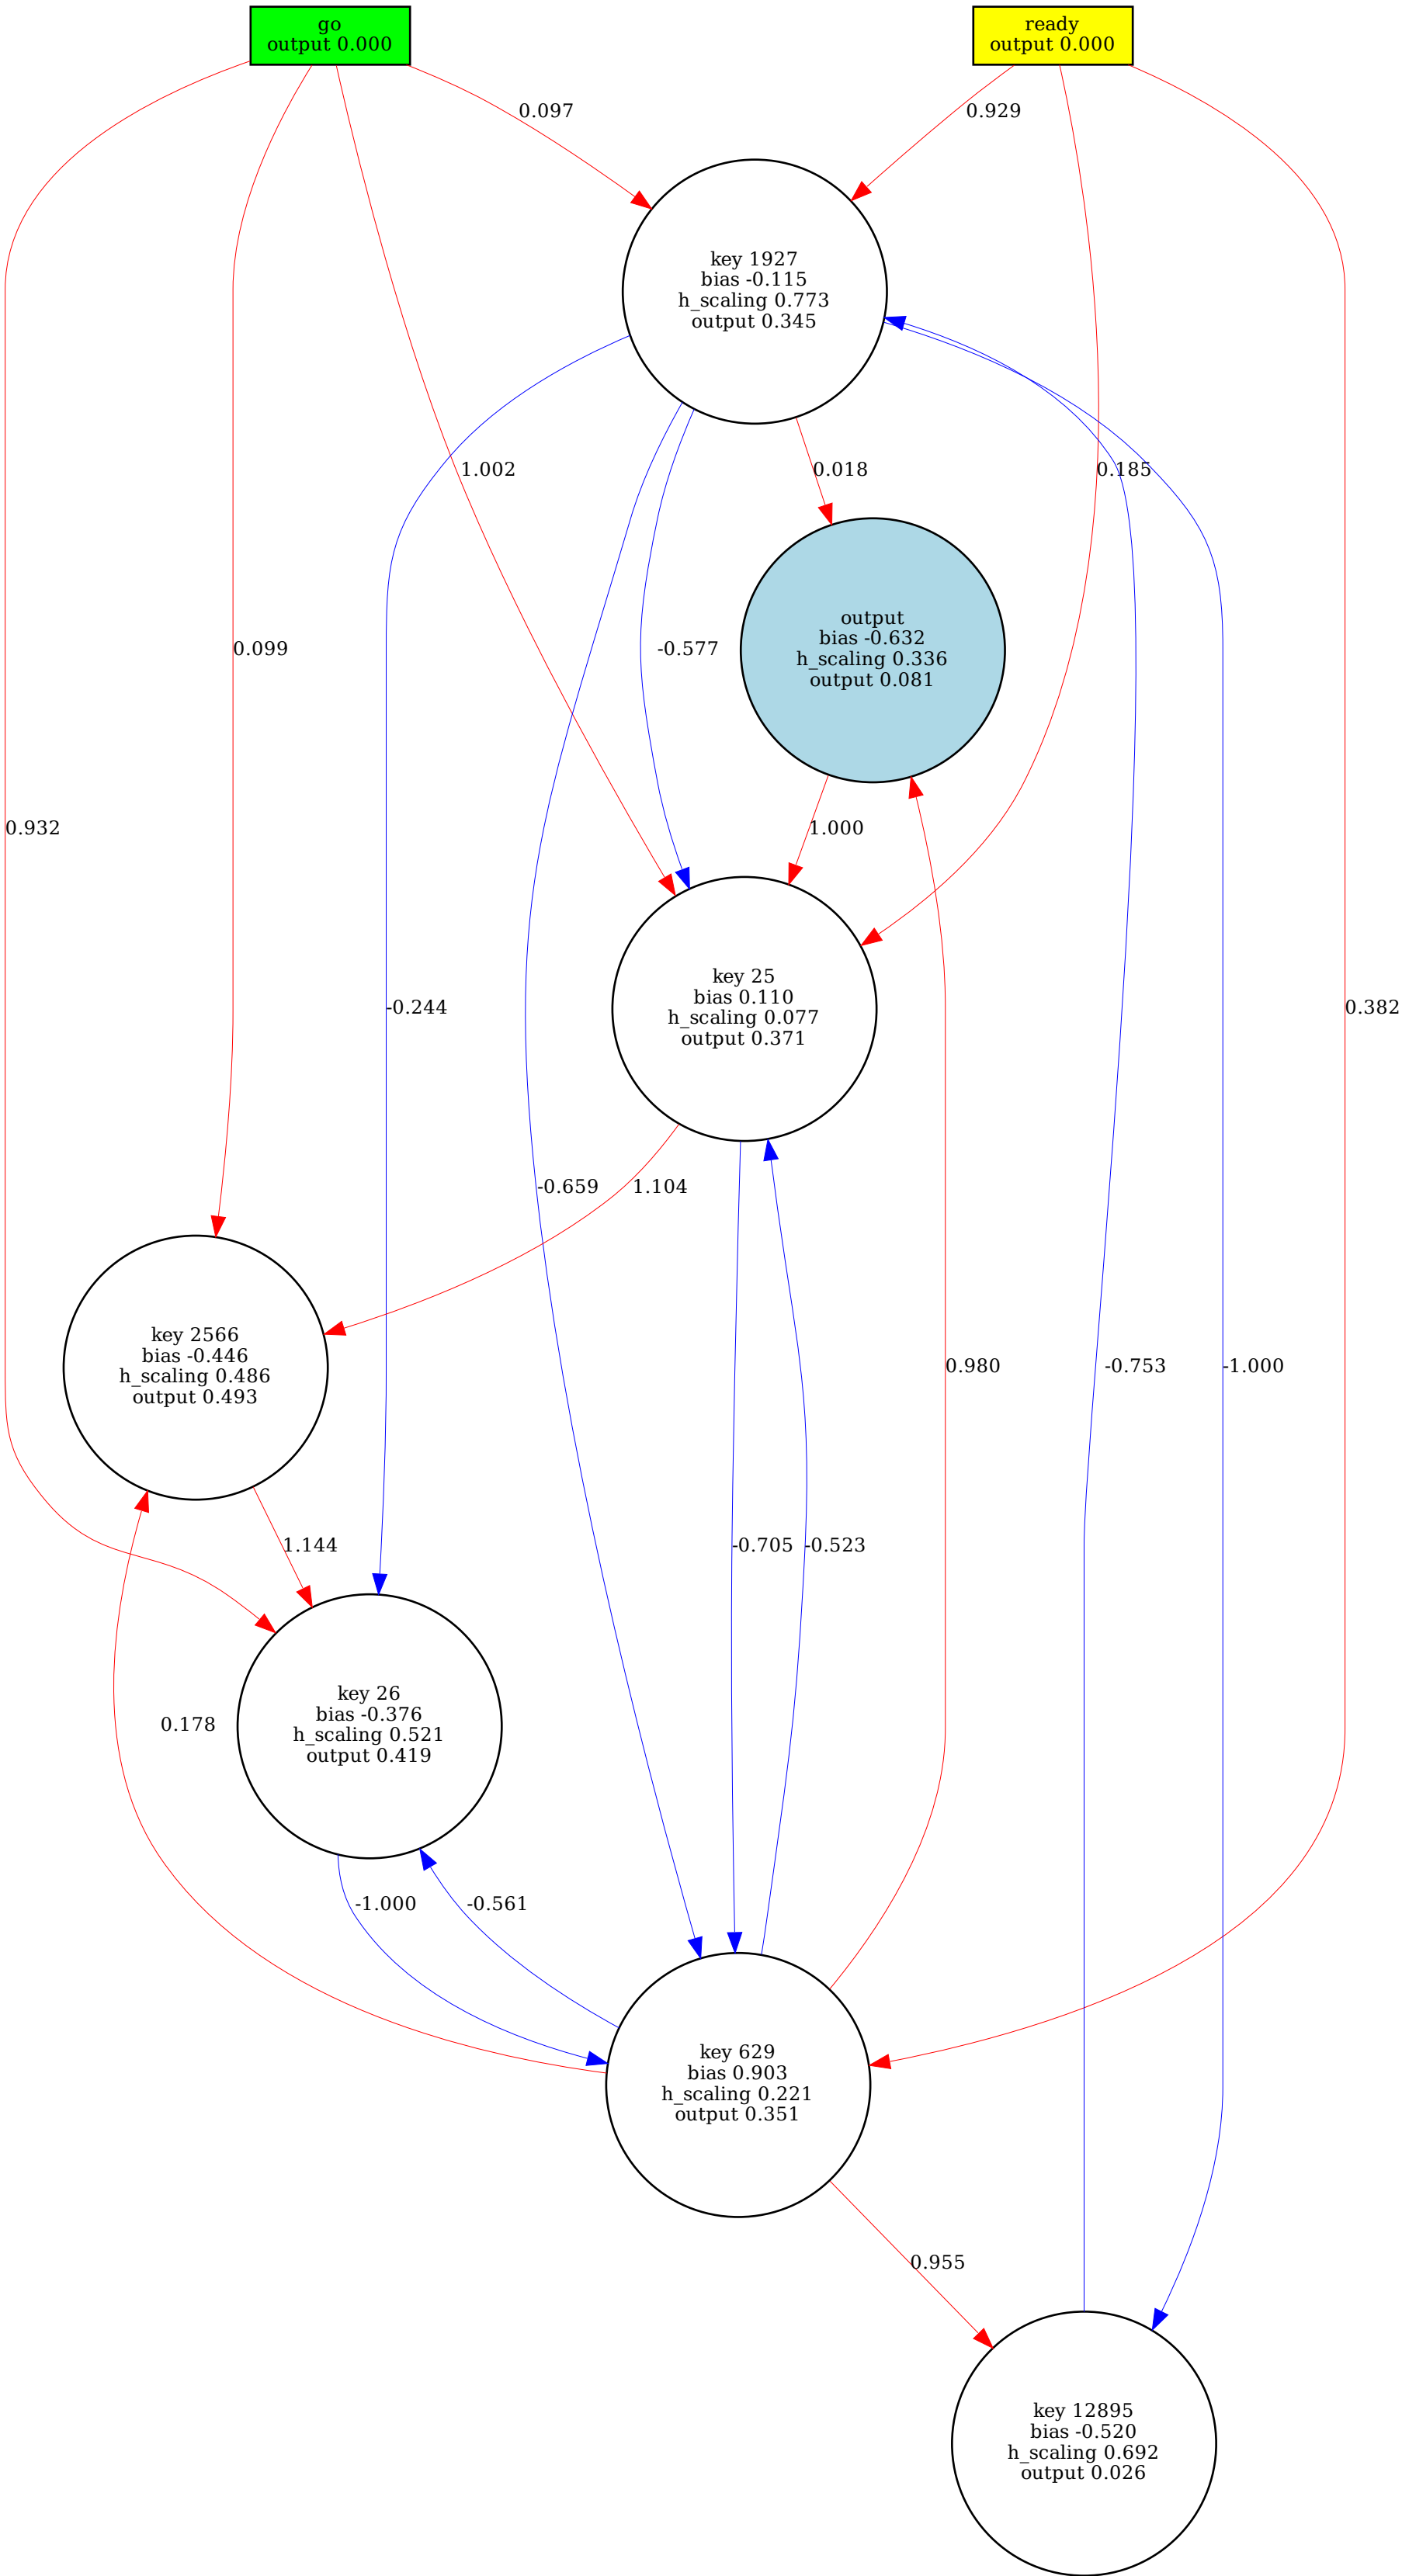 go
output 0.000
ready
output 0.000
0.097
0.929
key 1927
bias -0.115
h_scaling 0.773
output 0.345
1.002
0.018
0.185
output
bias -0.632
h_scaling 0.336
output 0.081
0.099
-0.577
0.932
1.000
key 25
bias 0.110
h_scaling 0.077
output 0.371
-0.244
0.382
-0.659
1.104
key 2566
bias -0.446
h_scaling 0.486
output 0.493
0.980
-0.753
-1.000
1.144
-0.705
-0.523
key 26
bias -0.376
h_scaling 0.521
output 0.419
0.178
-1.000
-0.561
key 629
bias 0.903
h_scaling 0.221
output 0.351
0.955
key 12895
bias -0.520
h_scaling 0.692
output 0.026